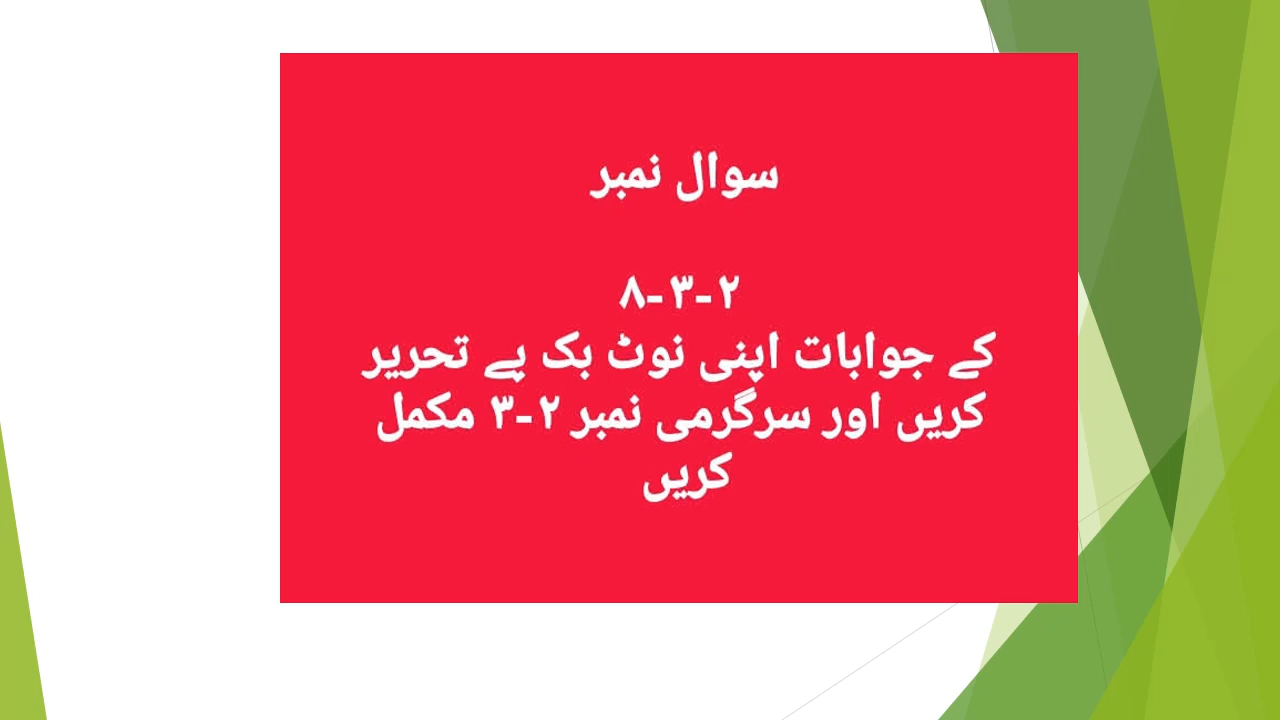 سوال نمبر
۲-۳-۸
کے جوابات اپنی نوٹ بک پے تحریر
کریں اور سرگرمی نمبر ۲-۳ مکمل
کریں